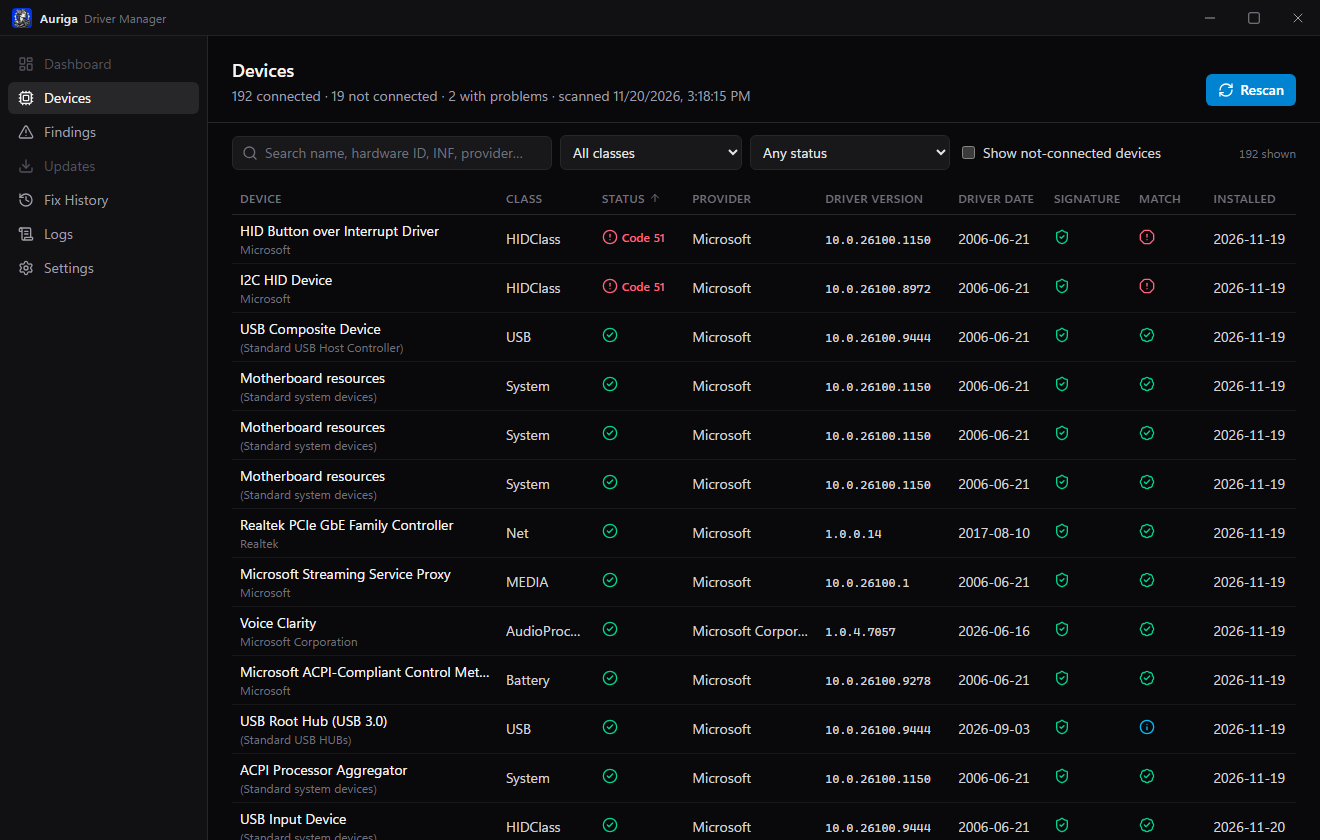 Auriga Driver Manager
Dashboard
Devices
Findings
Updates
Fix History
Logs
Settings
Devices
192 connected · 19 not connected · 2 with problems · scanned 11/20/2026, 3:18:15 PM
Rescan
Search name, hardware ID, INF, provider...
All classes
Any status
Show not-connected devices
192 shown
DEVICE CLASS STATUS ↑ PROVIDER DRIVER VERSION DRIVER DATE SIGNATURE MATCH INSTALLED
HID Button over Interrupt Driver
Microsoft
HIDClass Code 51 Microsoft 10.0.26100.1150 2006-06-21 2026-11-19
I2C HID Device
Microsoft
HIDClass Code 51 Microsoft 10.0.26100.8972 2006-06-21 2026-11-19
USB Composite Device
(Standard USB Host Controller)
USB Microsoft 10.0.26100.9444 2006-06-21 2026-11-19
Motherboard resources
(Standard system devices)
System Microsoft 10.0.26100.1150 2006-06-21 2026-11-19
Motherboard resources
(Standard system devices)
System Microsoft 10.0.26100.1150 2006-06-21 2026-11-19
Motherboard resources
(Standard system devices)
System Microsoft 10.0.26100.1150 2006-06-21 2026-11-19
Realtek PCIe GbE Family Controller
Realtek
Net Microsoft 1.0.0.14 2017-08-10 2026-11-19
Microsoft Streaming Service Proxy
Microsoft
MEDIA Microsoft 10.0.26100.1 2006-06-21 2026-11-19
Voice Clarity
Microsoft Corporation
AudioProc... Microsoft Corpor... 1.0.4.7057 2026-06-16 2026-11-19
Microsoft ACPI-Compliant Control Met...
Microsoft
Battery Microsoft 10.0.26100.9278 2006-06-21 2026-11-19
USB Root Hub (USB 3.0)
(Standard USB HUBs)
USB Microsoft 10.0.26100.9444 2026-09-03 2026-11-19
ACPI Processor Aggregator
(Standard system devices)
System Microsoft 10.0.26100.1150 2006-06-21 2026-11-19
USB Input Device
(Standard system devices)
HIDClass Microsoft 10.0.26100.9444 2006-06-21 2026-11-20